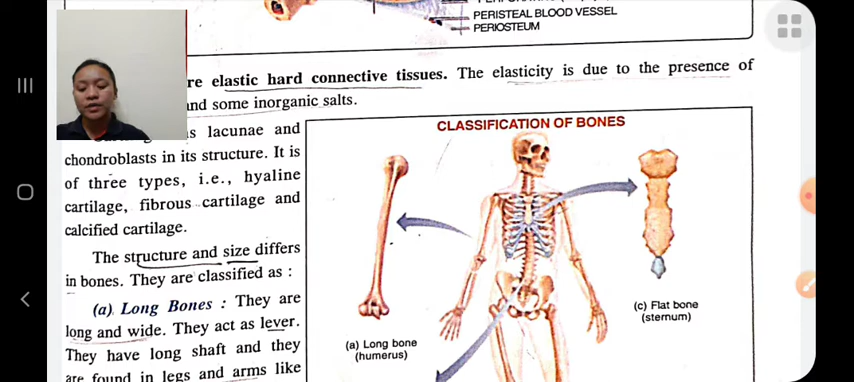 PERISTEAL BLOOD VESSEL
PERIOSTEUM
re elastic hard connective tissues. The elasticity is due to the presence of
nd some inorganic salts.
s lacunae and
chondroblasts in its structure. It is
of three types, i.e., hyaline
cartilage, fibrous cartilage and
calcified cartilage.
The structure and size differs
in bones. They are classified as :
(a) Long Bones : They are
long and wide. They act as lever.
They have long shaft and they
are found in legs and arms like
CLASSIFICATION OF BONES
(c) Flat bone
(sternum)
(a) Long bone
(humerus)